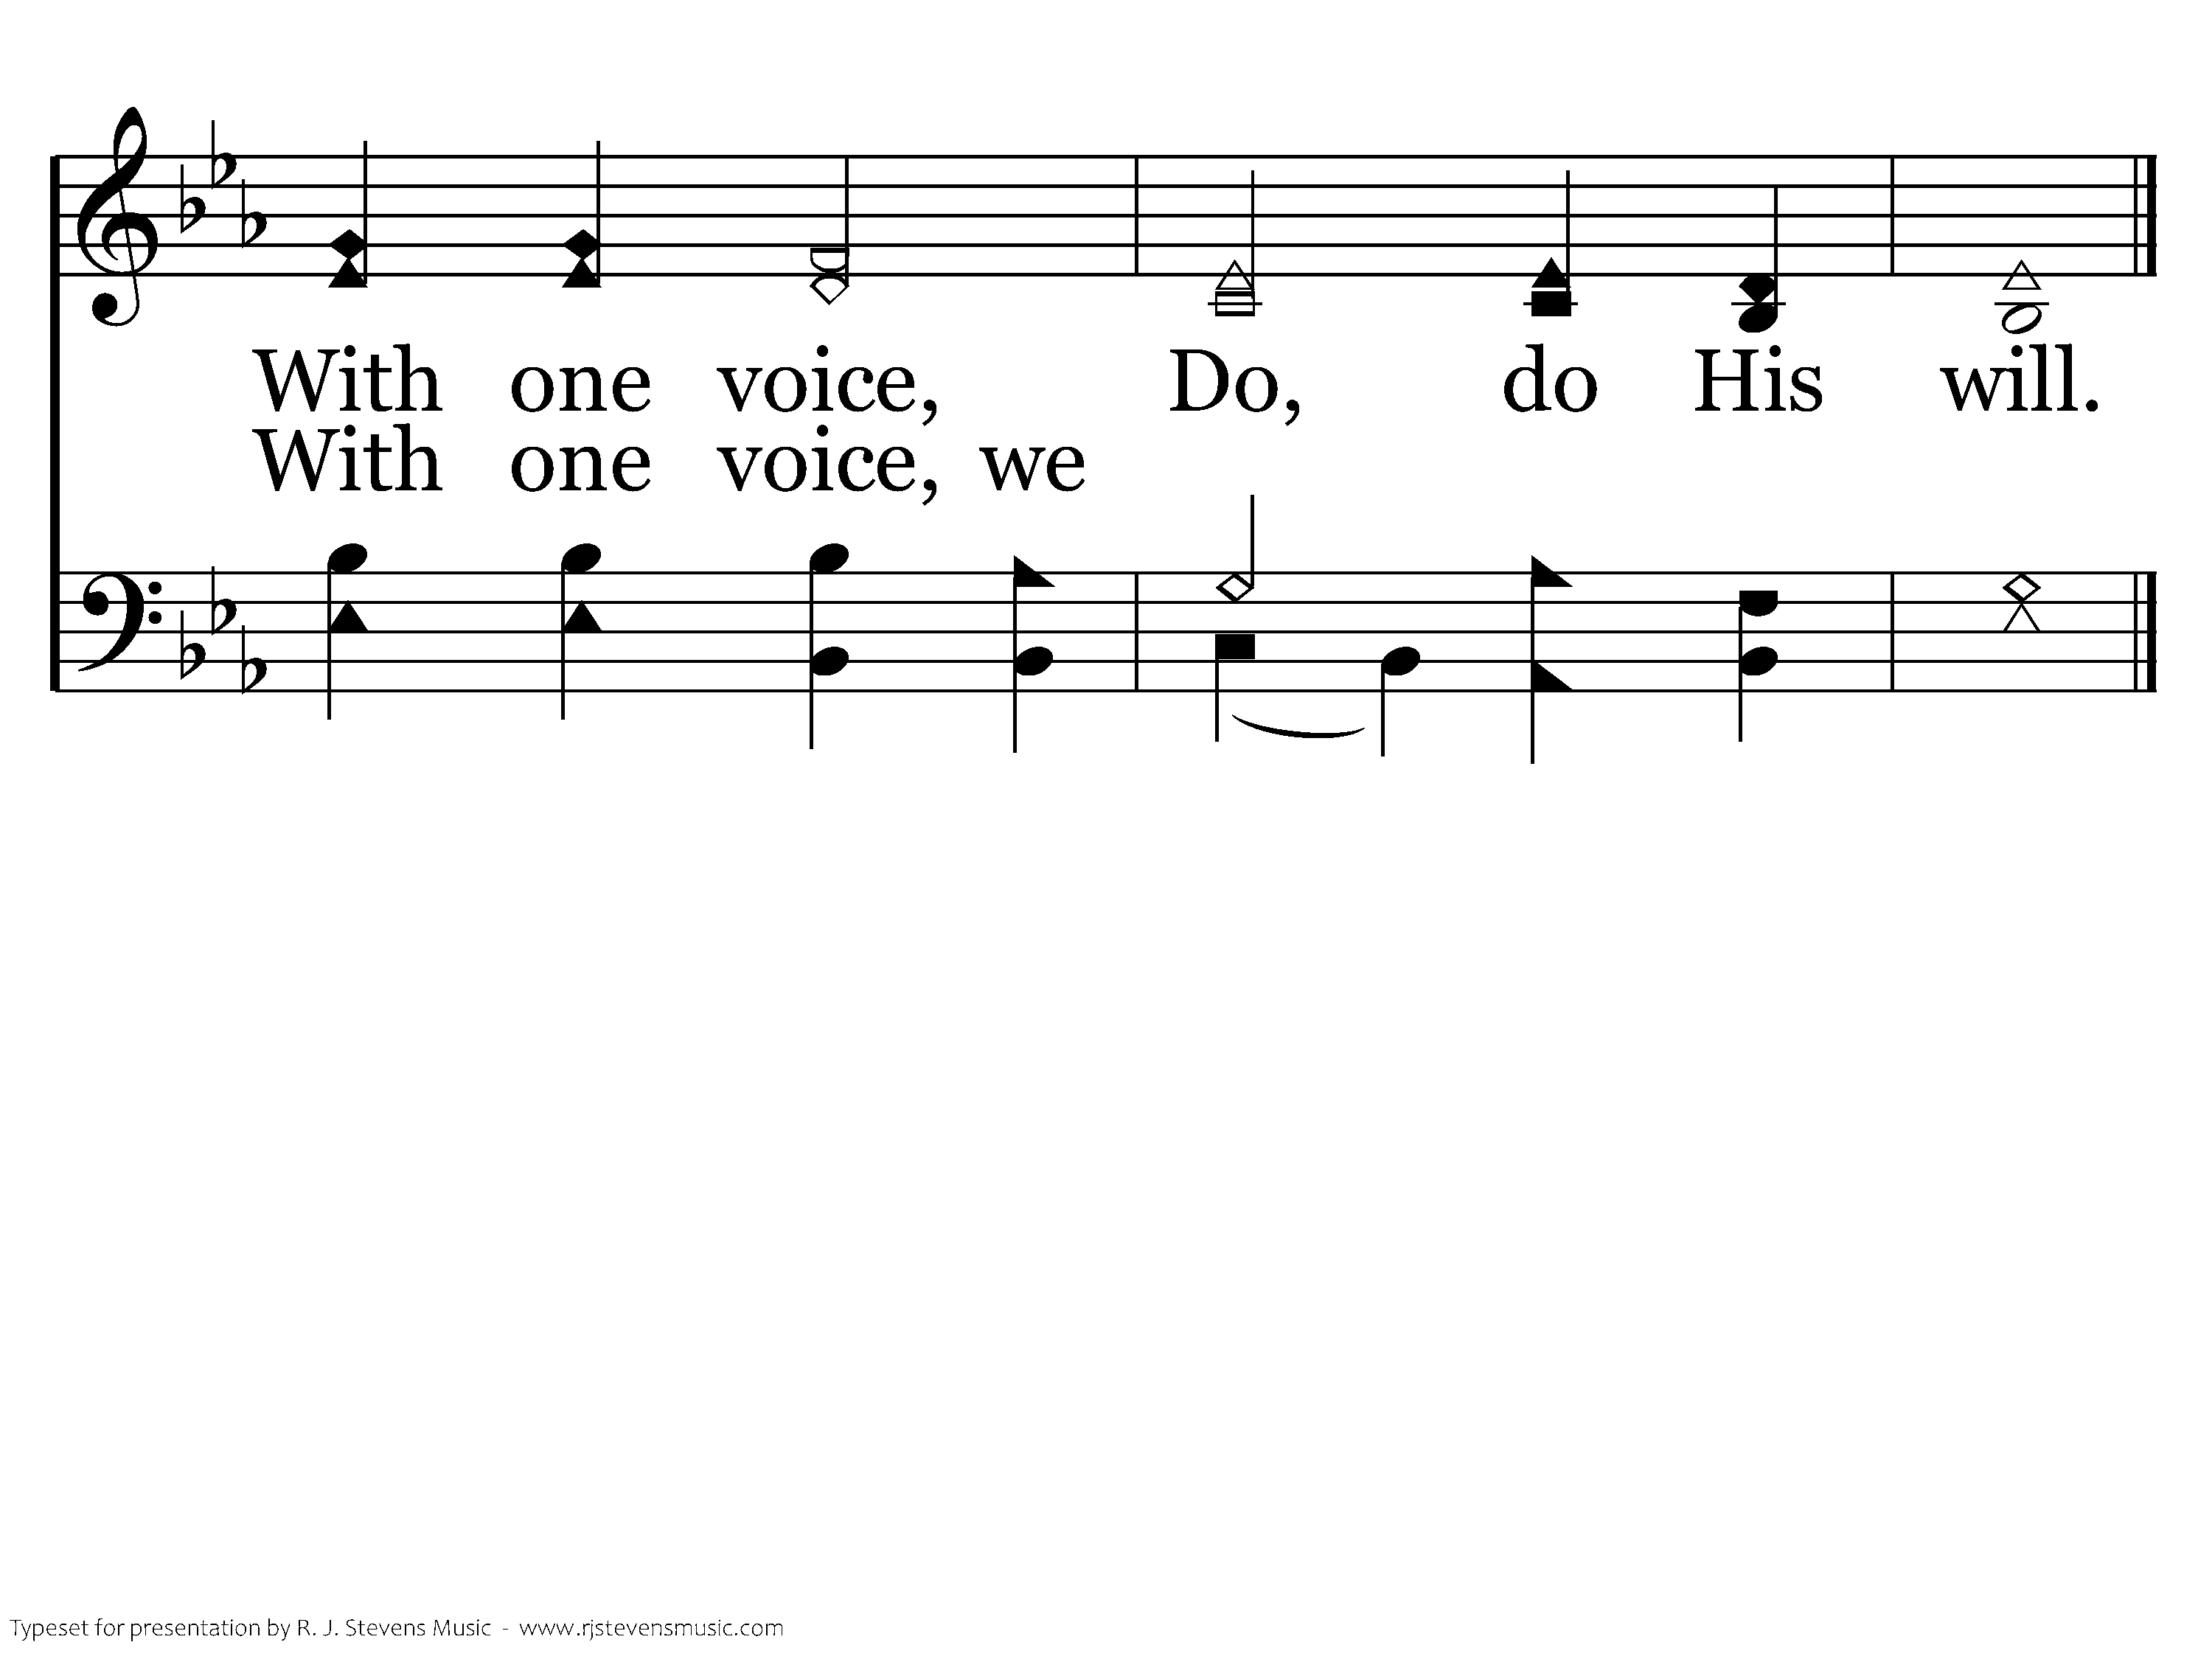 With one voice, Do, do His will.
With one voice, we
Typeset for presentation by R. J. Stevens Music - www.rjstevensmusic.com